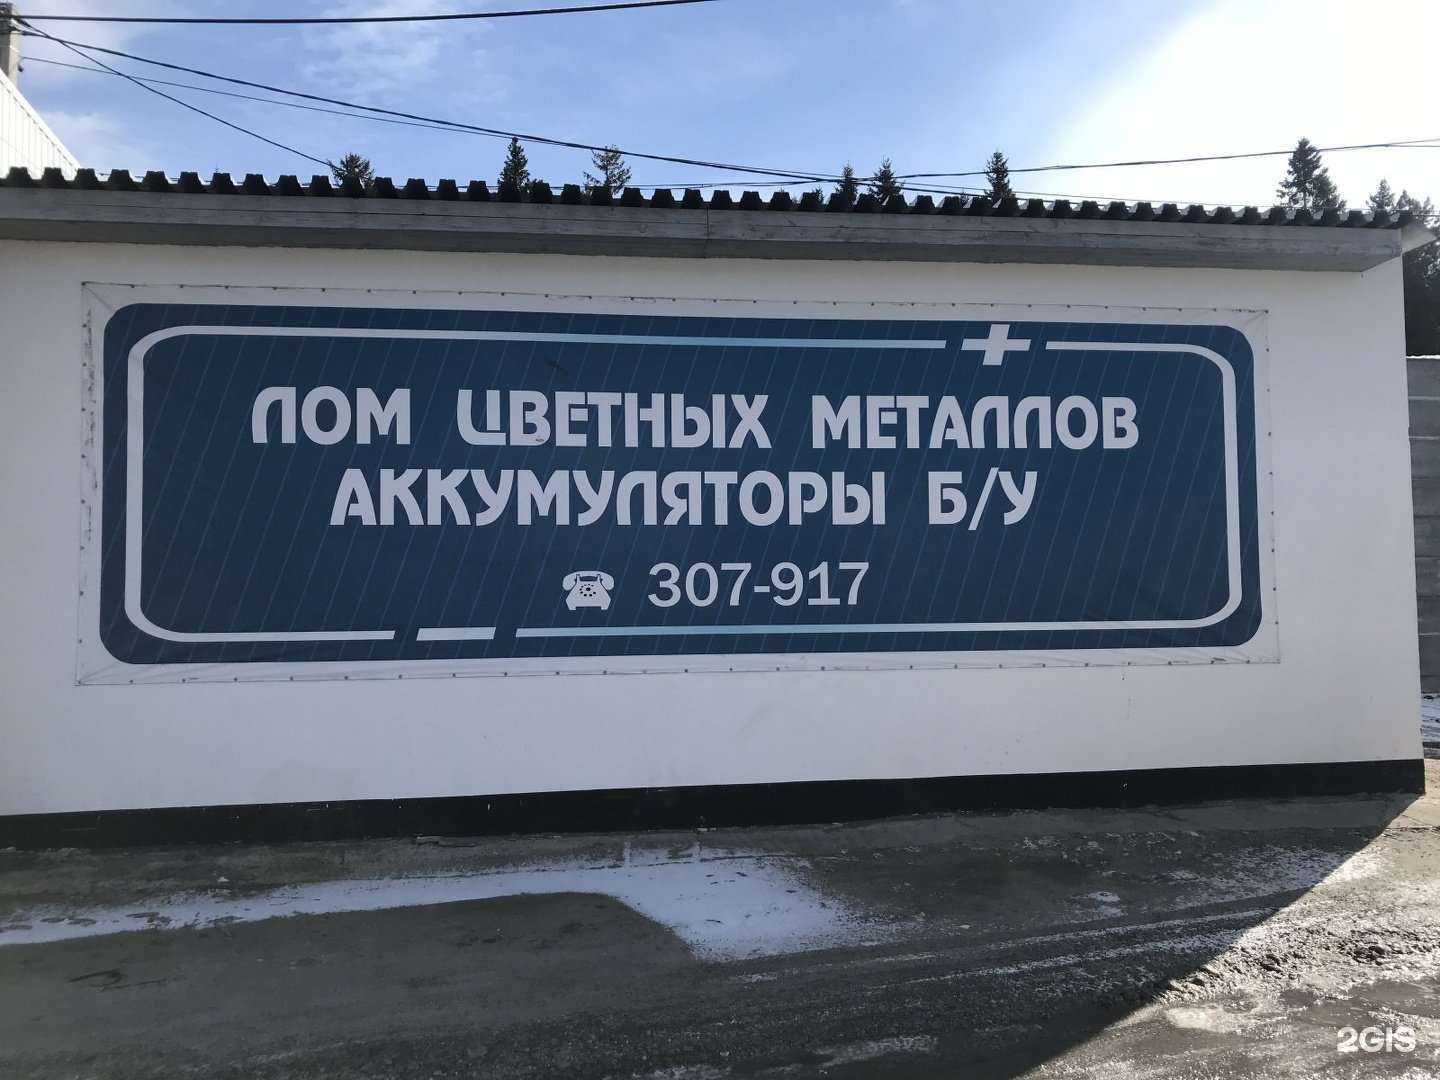 ЛОМ ЦВЕТНЫХ МЕТАЛЛОВ
АККУМУЛЯТОРЫ Б/У
☎ 307-917
2GIS